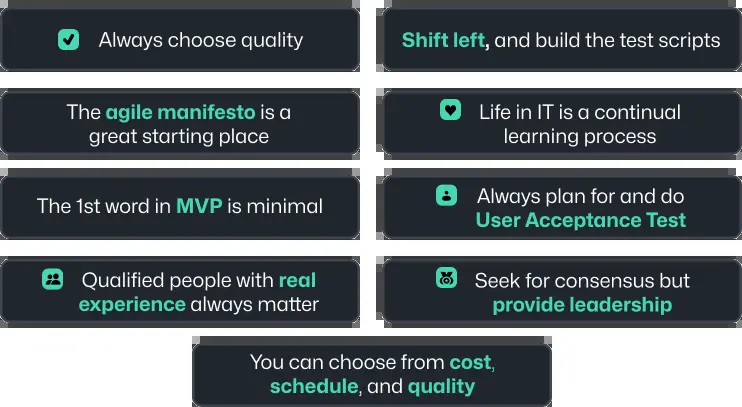 Always choose quality
Shift left, and build the test scripts
The agile manifesto is a
great starting place
Life in IT is a continual
learning process
The 1st word in MVP is minimal
Always plan for and do
User Acceptance Test
Qualified people with real
experience always matter
Seek for consensus but
provide leadership
You can choose from cost,
schedule, and quality